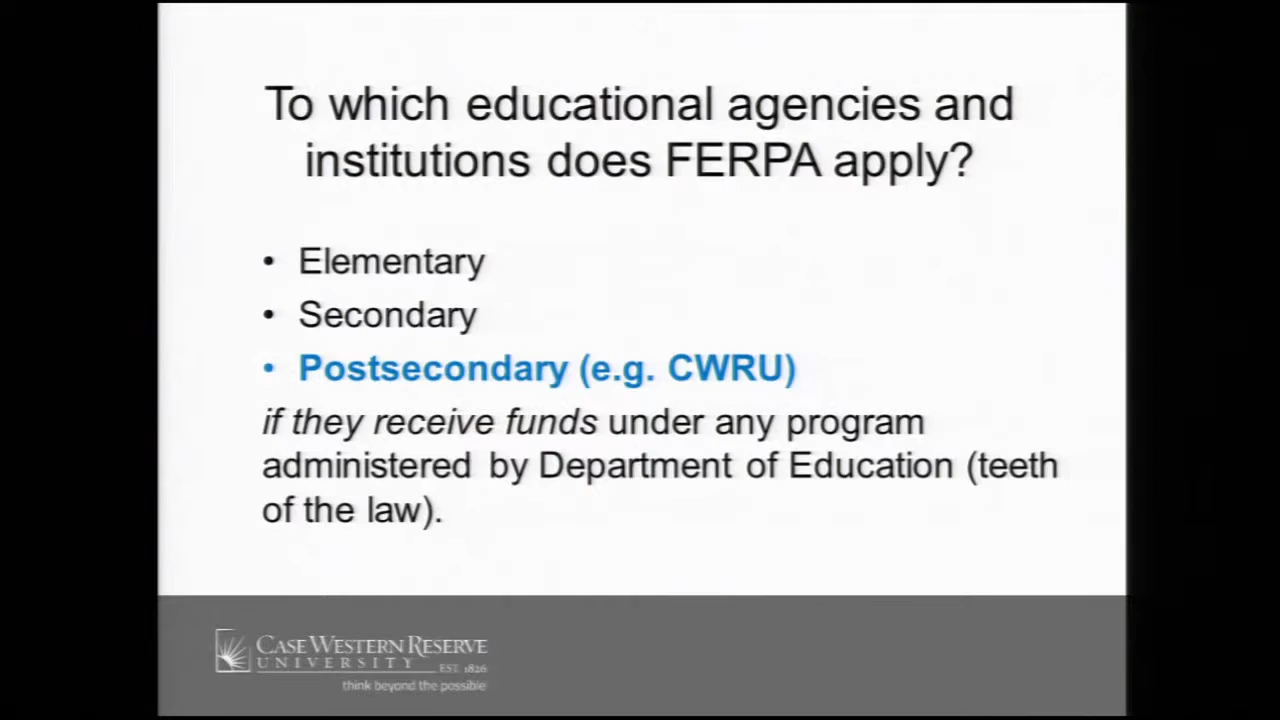 To which educational agencies and
institutions does FERPA apply?
• Elementary
• Secondary
• Postsecondary (e.g. CWRU)
if they receive funds under any program
administered by Department of Education (teeth
of the law).
CASE WESTERN RESERVE
UNIVERSITY EST. 1826
think beyond the possible